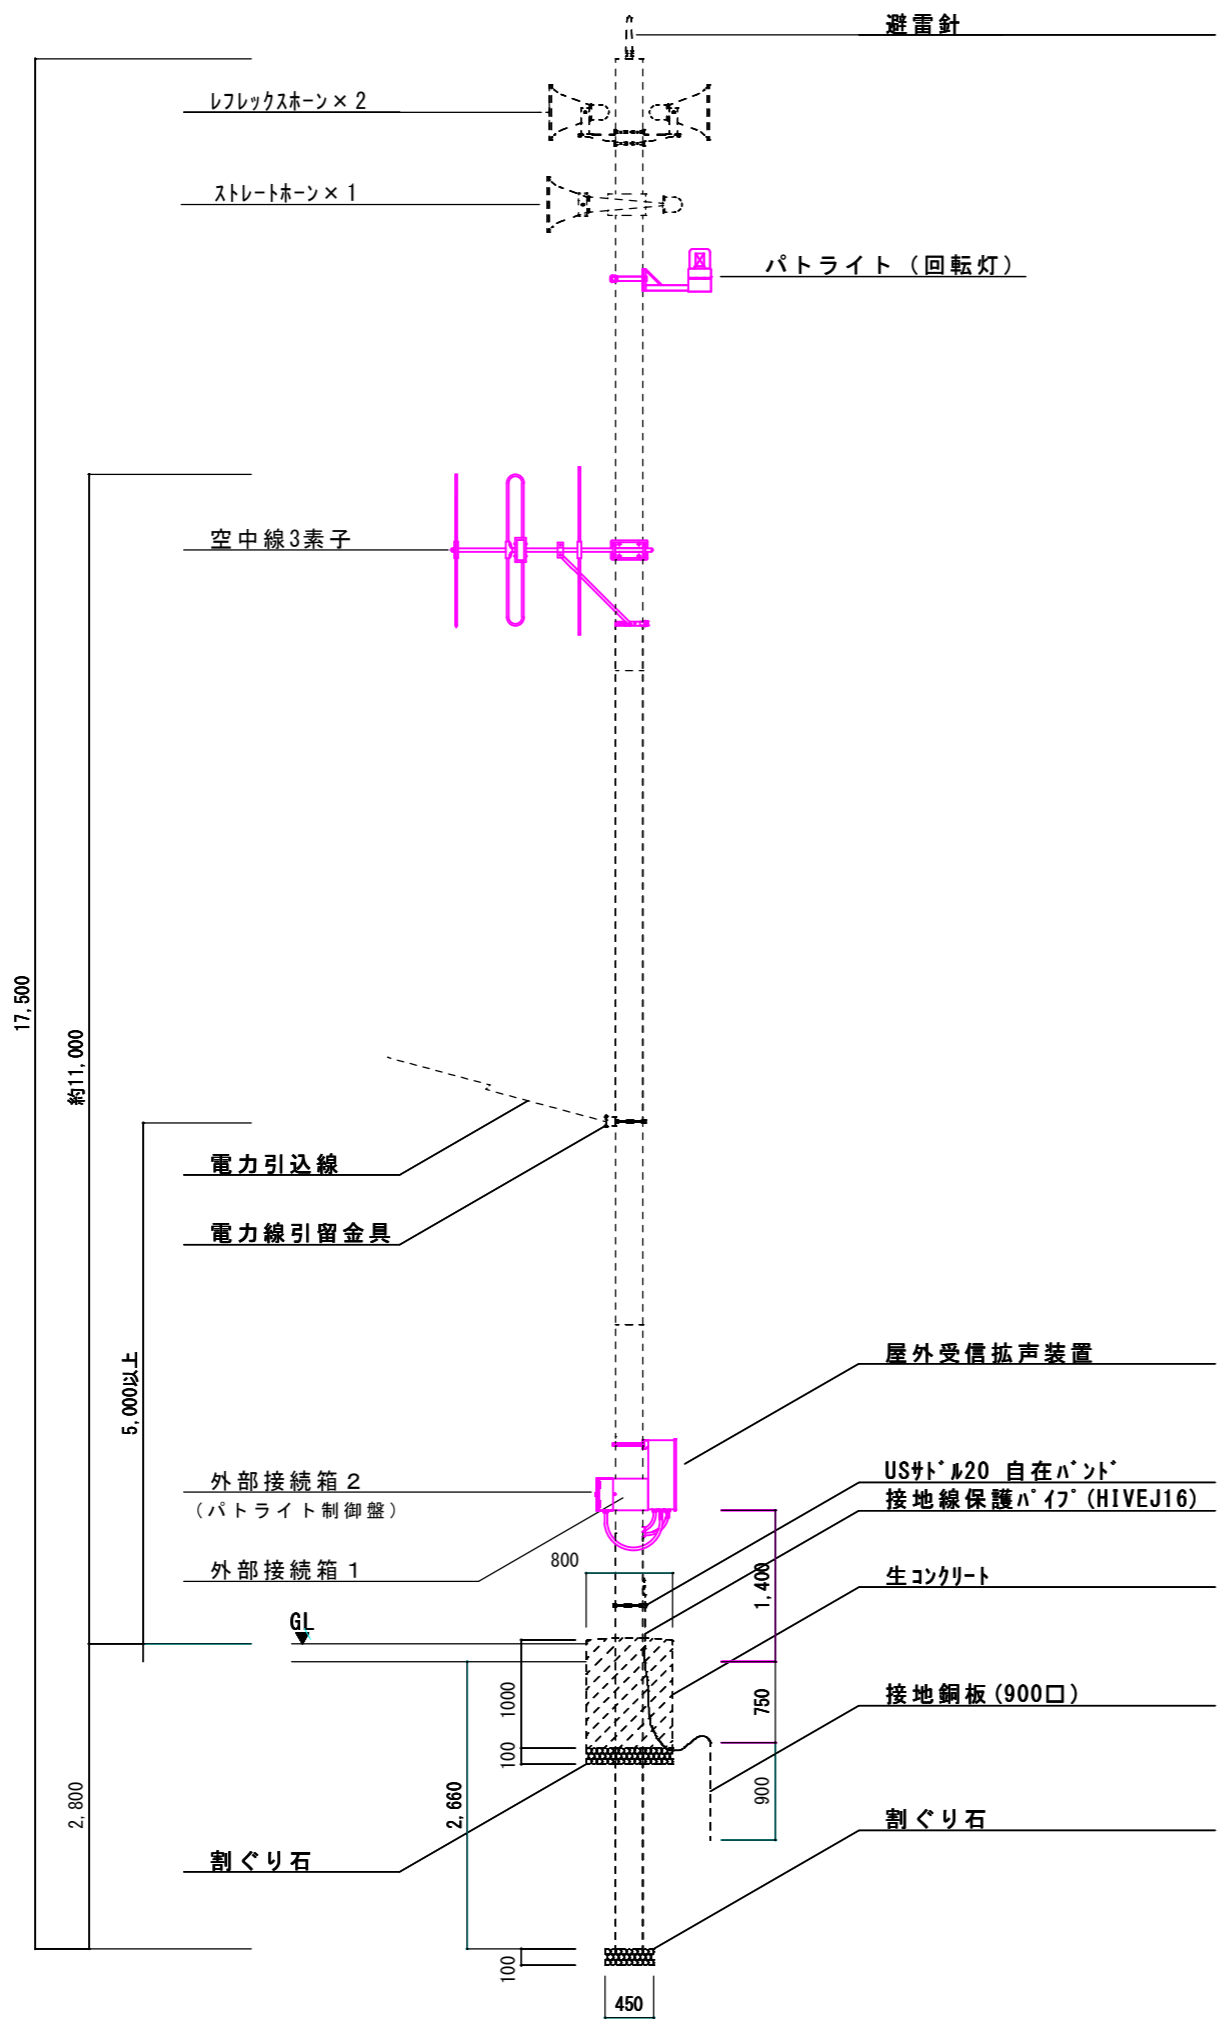 避雷針
レフレックスホーン×2
ストレートホーン×1
パトライト（回転灯）
空中線3素子
17,500
約11,000
電力引込線
電力線引留金具
5,000以上
屋外受信拡声装置
外部接続箱２
（パトライト制御盤）
USサドル20 自在バンド
接地線保護パイプ(HIVEJ16)
外部接続箱１
800
1,400
生コンクリート
GL
1000
750
接地銅板(900口)
100
900
2,800
2,660
割ぐり石
割ぐり石
100
450